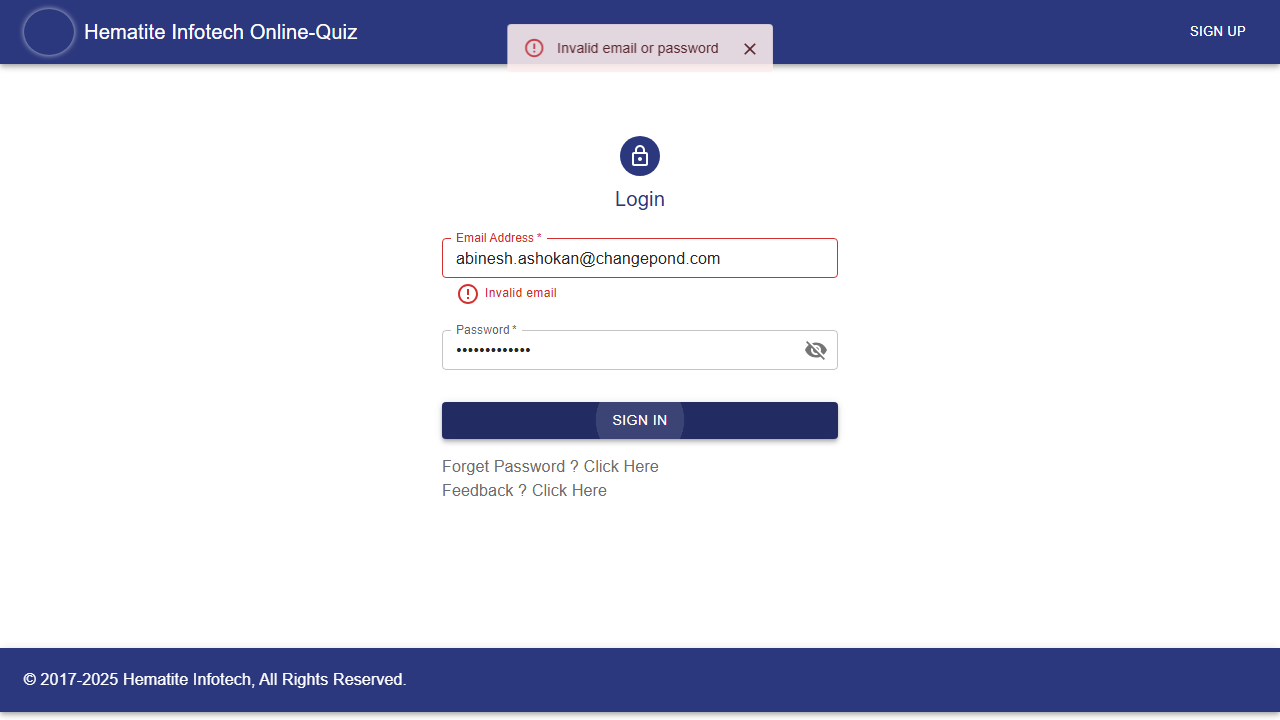 Hematite Infotech Online-Quiz
SIGN UP
Invalid email or password
Login
Email Address *
abinesh.ashokan@changepond.com
Invalid email
Password *
•••••••••••••
SIGN IN
Forget Password ? Click Here
Feedback ? Click Here
© 2017-2025 Hematite Infotech, All Rights Reserved.